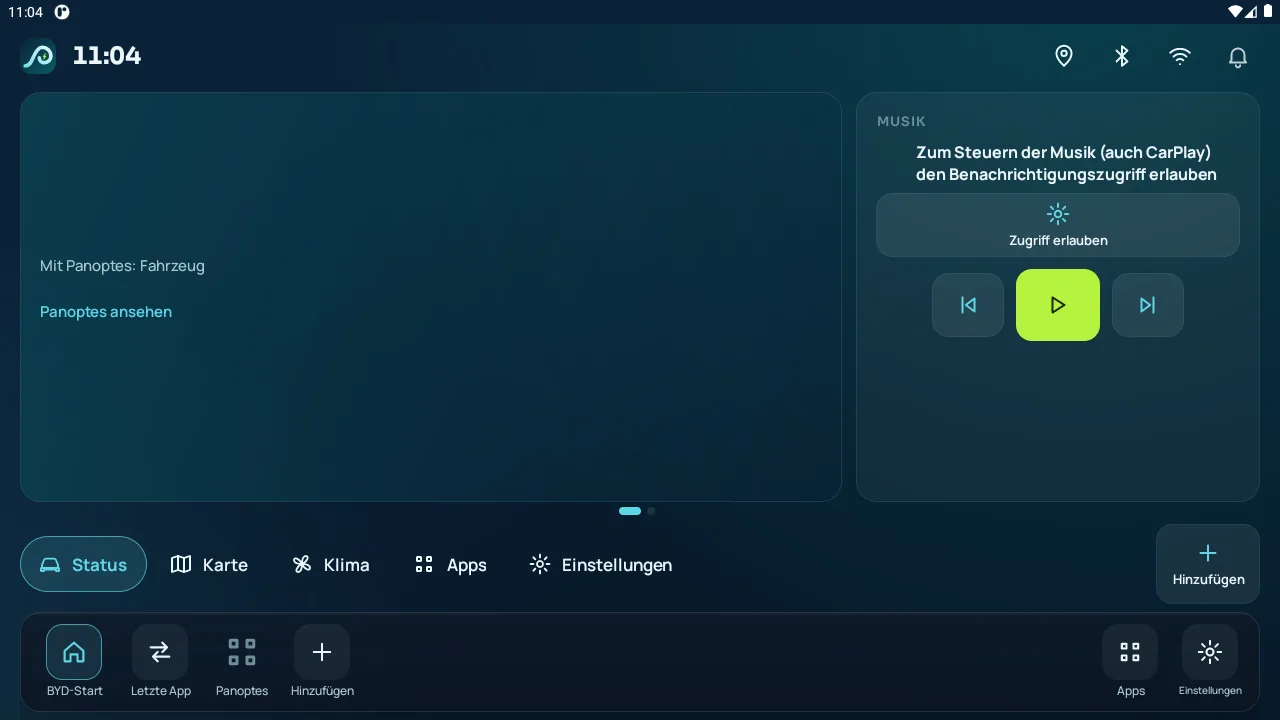 11:04
11:04
MUSIK
Zum Steuern der Musik (auch CarPlay)
den Benachrichtigungszugriff erlauben
Zugriff erlauben
Mit Panoptes: Fahrzeug
Panoptes ansehen
Status
Karte
Klima
Apps
Einstellungen
Hinzufügen
BYD-Start
Letzte App
Panoptes
Hinzufügen
Apps
Einstellungen